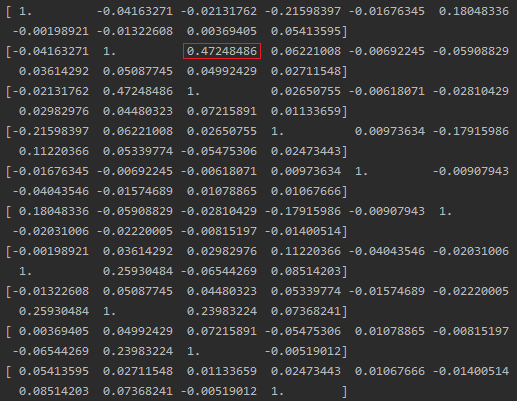 [ 1. -0.04163271 -0.02131762 -0.21598397 -0.01676345 0.18048336
-0.00198921 -0.01322608 0.00369405 0.05413595]
[-0.04163271 1. 0.47248486 0.06221008 -0.00692245 -0.05908829
0.03614292 0.05087745 0.04992429 0.02711548]
[-0.02131762 0.47248486 1. 0.02650755 -0.00618071 -0.02810429
0.02982976 0.04480323 0.07215891 0.01133659]
[-0.21598397 0.06221008 0.02650755 1. 0.00973634 -0.17915986
0.11220366 0.05339774 -0.05475306 0.02473443]
[-0.01676345 -0.00692245 -0.00618071 0.00973634 1. -0.00907943
-0.04043546 -0.01574689 0.01078865 0.01067666]
[ 0.18048336 -0.05908829 -0.02810429 -0.17915986 -0.00907943 1.
-0.02031006 -0.02220005 -0.00815197 -0.01400514]
[-0.00198921 0.03614292 0.02982976 0.11220366 -0.04043546 -0.02031006
1. 0.25930484 -0.06544269 0.08514203]
[-0.01322608 0.05087745 0.04480323 0.05339774 -0.01574689 -0.02220005
0.25930484 1. 0.23983224 0.07368241]
[ 0.00369405 0.04992429 0.07215891 -0.05475306 0.01078865 -0.00815197
-0.06544269 0.23983224 1. -0.00519012]
[ 0.05413595 0.02711548 0.01133659 0.02473443 0.01067666 -0.01400514
0.08514203 0.07368241 -0.00519012 1. ]